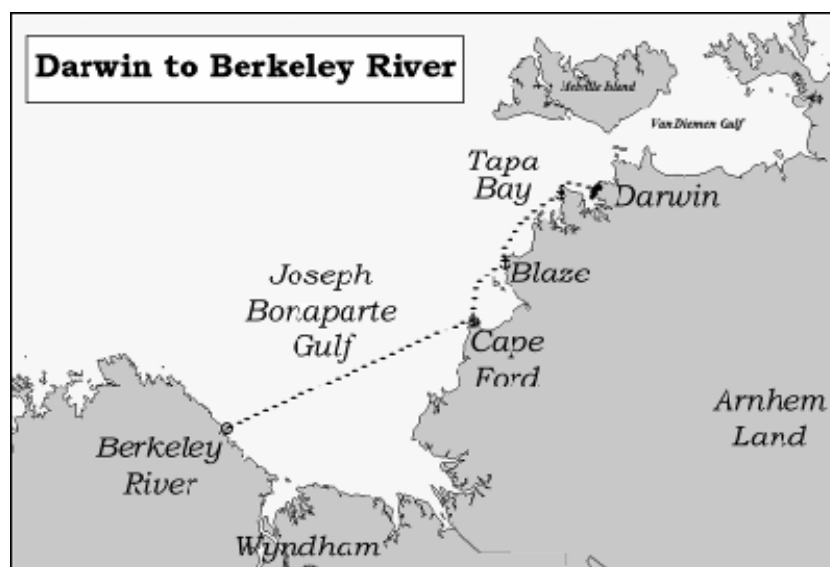 Darwin to Berkeley River
Melville Island
Van Diemen Gulf
Tapa
Bay
Darwin
Blaze
Joseph
Bonaparte
Gulf
Cape
Ford
Arnhem
Land
Berkeley
River
Wyndham